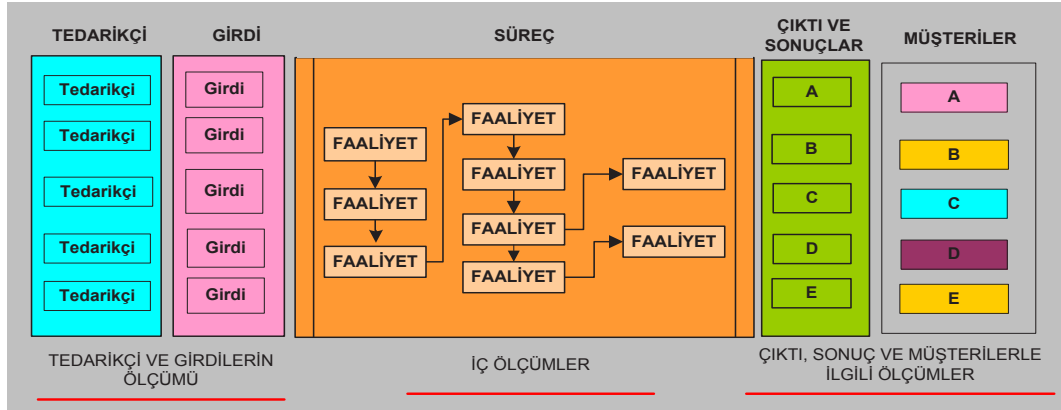 TEDARİKÇİ
GİRDİ
SÜREÇ
ÇIKTI VE
SONUÇLAR
MÜŞTERİLER
Tedarikçi
Tedarikçi
Tedarikçi
Tedarikçi
Tedarikçi
Girdi
Girdi
Girdi
Girdi
Girdi
FAALİYET
FAALİYET
FAALİYET
FAALİYET
FAALİYET
FAALİYET
FAALİYET
FAALİYET
FAALİYET
A
B
C
D
E
A
B
C
D
E
TEDARİKÇİ VE GİRDİLERİN
ÖLÇÜMÜ
İÇ ÖLÇÜMLER
ÇIKTI, SONUÇ VE MÜŞTERİLERLE
İLGİLİ ÖLÇÜMLER